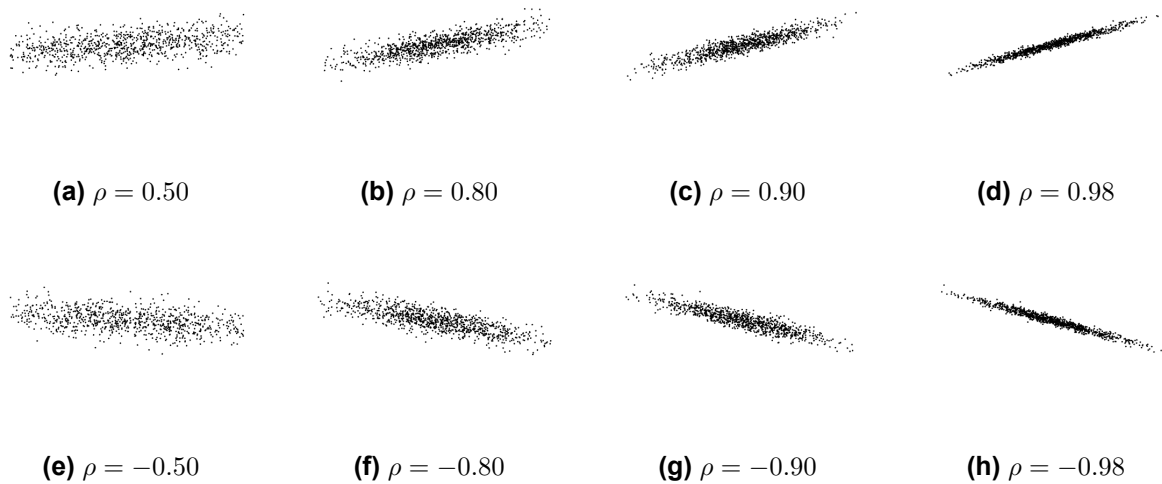 (a) ρ = 0.50 (b) ρ = 0.80 (c) ρ = 0.90 (d) ρ = 0.98
(e) ρ = −0.50 (f) ρ = −0.80 (g) ρ = −0.90 (h) ρ = −0.98